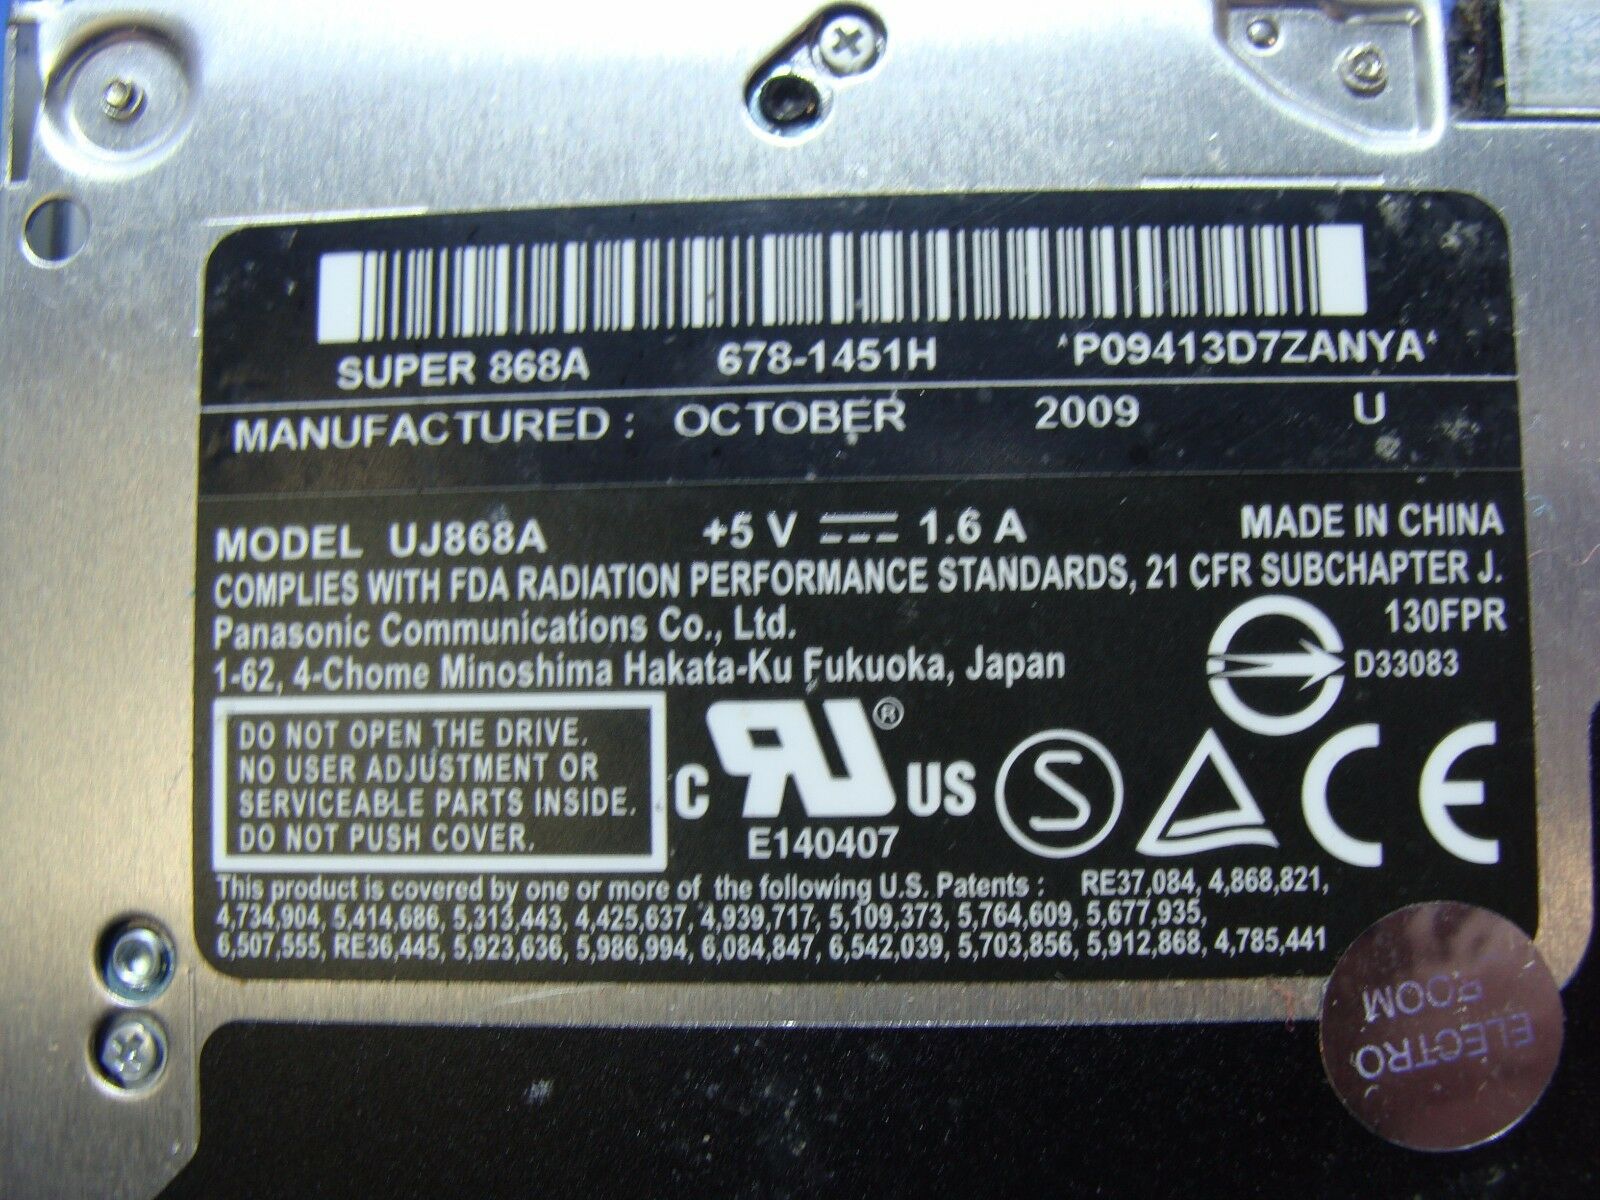 SUPER 868A 678-1451H *P09413D7ZANYA*
MANUFACTURED : OCTOBER 2009 U
MODEL UJ868A +5 V 1.6 A MADE IN CHINA
COMPLIES WITH FDA RADIATION PERFORMANCE STANDARDS, 21 CFR SUBCHAPTER J.
Panasonic Communications Co., Ltd. 130FPR
1-62, 4-Chome Minoshima Hakata-Ku Fukuoka, Japan D33083
DO NOT OPEN THE DRIVE.
NO USER ADJUSTMENT OR
SERVICEABLE PARTS INSIDE.
DO NOT PUSH COVER.
C RU ® US S CE
E140407
This product is covered by one or more of the following U.S. Patents : RE37,084, 4,868,821,
4,734,904, 5,414,686, 5,313,443, 4,425,637, 4,939,717, 5,109,373, 5,764,609, 5,677,935,
6,507,555, RE36,445, 5,923,636, 5,986,994, 6,084,847, 6,542,039, 5,703,856, 5,912,868, 4,785,441
ELECTRO
ROOM